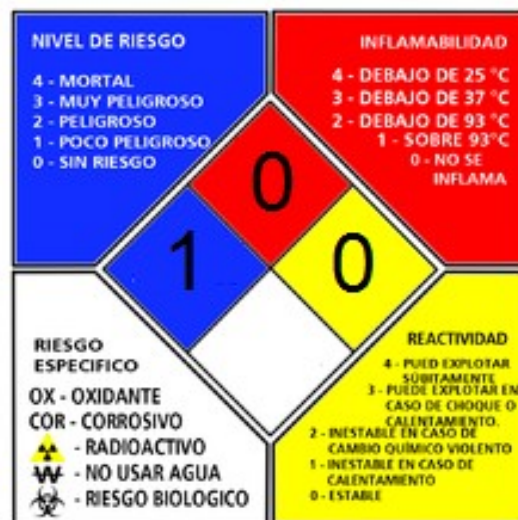 NIVEL DE RIESGO
4 - MORTAL
3 - MUY PELIGROSO
2 - PELIGROSO
1 - POCO PELIGROSO
0 - SIN RIESGO
INFLAMABILIDAD
4 - DEBAJO DE 25 °C
3 - DEBAJO DE 37 °C
2 - DEBAJO DE 93 °C
1 - SOBRE 93°C
0 - NO SE
INFLAMA
0
1
0
RIESGO
ESPECIFICO
OX - OXIDANTE
COR - CORROSIVO
- RADIOACTIVO
W - NO USAR AGUA
- RIESGO BIOLOGICO
REACTIVIDAD
4 - PUED EXPLOTAR
SÚBITAMENTE
3 - PUEDE EXPLOTAR EN
CASO DE CHOQUE O
CALENTAMIENTO.
2 - INESTABLE EN CASO DE
CAMBIO QUÍMICO VIOLENTO
1 - INESTABLE EN CASO DE
CALENTAMIENTO
0 - ESTABLE